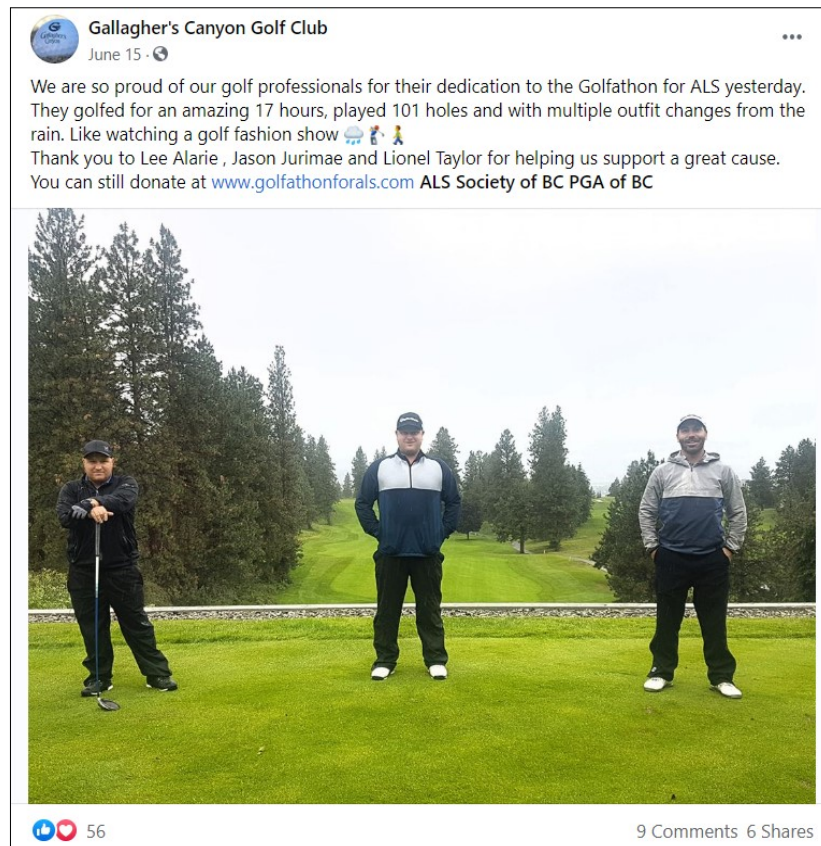 Gallagher's Canyon Golf Club
June 15 ·
We are so proud of our golf professionals for their dedication to the Golfathon for ALS yesterday.
They golfed for an amazing 17 hours, played 101 holes and with multiple outfit changes from the
rain. Like watching a golf fashion show 🌧️🏌️🚶
Thank you to Lee Alarie , Jason Jurimae and Lionel Taylor for helping us support a great cause.
You can still donate at www.golfathonforals.com ALS Society of BC PGA of BC
56
9 Comments 6 Shares